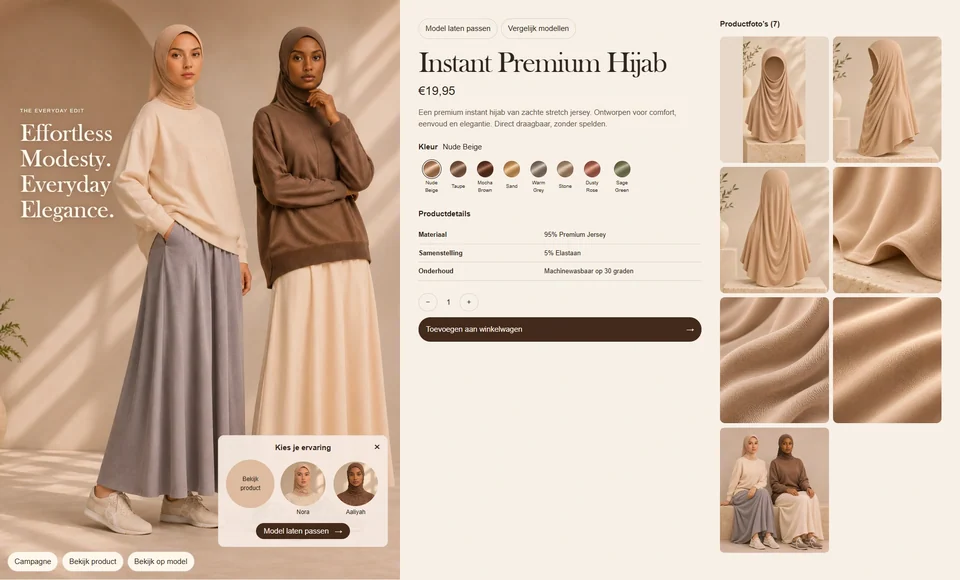 THE EVERYDAY EDIT
Effortless
Modesty.
Everyday
Elegance.
Kies je ervaring
×
Bekijk
product
Nora
Aaliyah
Model laten passen →
Campagne
Bekijk product
Bekijk op model
Model laten passen
Vergelijk modellen
Instant Premium Hijab
€19,95
Een premium instant hijab van zachte stretch jersey. Ontworpen voor comfort,
eenvoud en elegantie. Direct draagbaar, zonder spelden.
Kleur Nude Beige
Nude
Beige
Taupe
Mocha
Brown
Sand
Warm
Grey
Stone
Dusty
Rose
Sage
Green
Productdetails
Materiaal 95% Premium Jersey
Samenstelling 5% Elastaan
Onderhoud Machinewasbaar op 30 graden
− 1 +
Toevoegen aan winkelwagen →
Productfoto's (7)